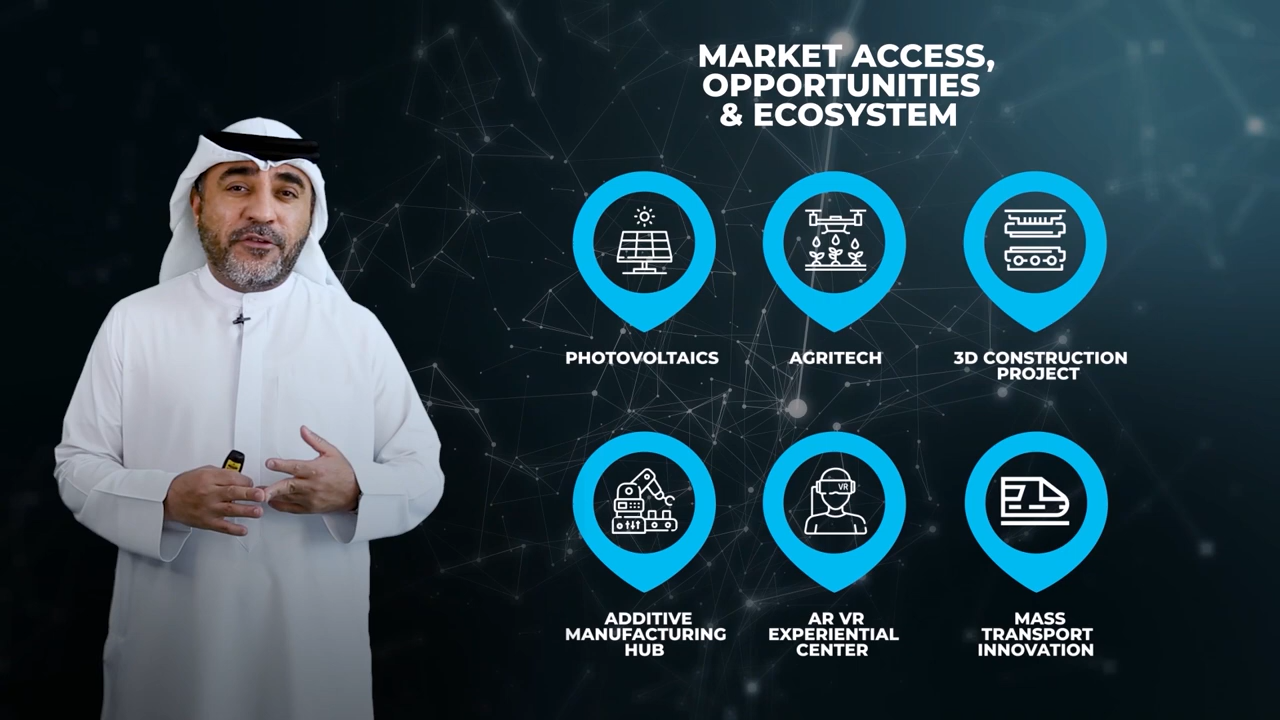 MARKET ACCESS,
OPPORTUNITIES
& ECOSYSTEM
PHOTOVOLTAICS
AGRITECH
3D CONSTRUCTION
PROJECT
VR
ADDITIVE
MANUFACTURING
HUB
AR VR
EXPERIENTIAL
CENTER
MASS
TRANSPORT
INNOVATION